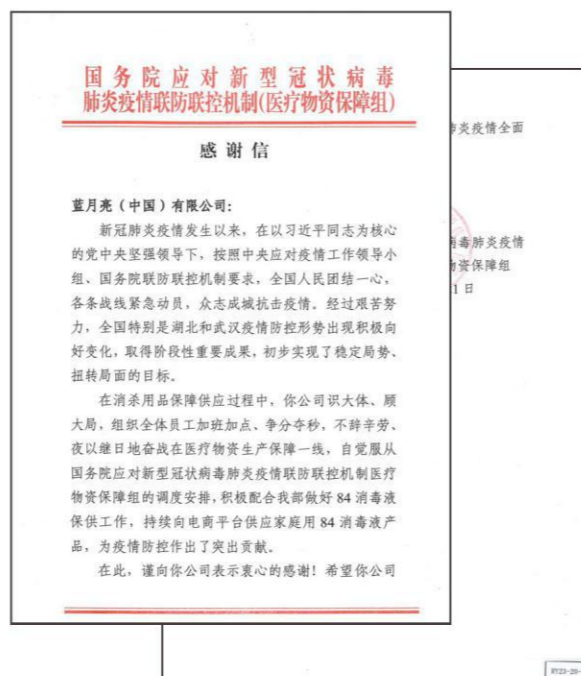 国务院应对新型冠状病毒
肺炎疫情联防联控机制(医疗物资保障组)
感谢信
蓝月亮(中国)有限公司:
新冠肺炎疫情发生以来,在以习近平同志为核心
的党中央坚强领导下,按照中央应对疫情工作领导小
组、国务院联防联控机制要求,全国人民团结一心,
各条战线紧急动员,众志成城抗击疫情。经过艰苦努
力,全国特别是湖北和武汉疫情防控形势出现积极向
好变化,取得阶段性重要成果,初步实现了稳定局势、
扭转局面的目标。
在消杀用品保障供应过程中,你公司识大体、顾
大局,组织全体员工加班加点、争分夺秒,不辞辛劳、
夜以继日地奋战在医疗物资生产保障一线,自觉服从
国务院应对新型冠状病毒肺炎疫情联防联控机制医疗
物资保障组的调度安排,积极配合我部做好84消毒液
保供工作,持续向电商平台供应家庭用84消毒液产
品,为疫情防控作出了突出贡献。
在此,谨向你公司表示衷心的感谢!希望你公司
炎疫情全面
毒肺炎疫情
资保障组
1日